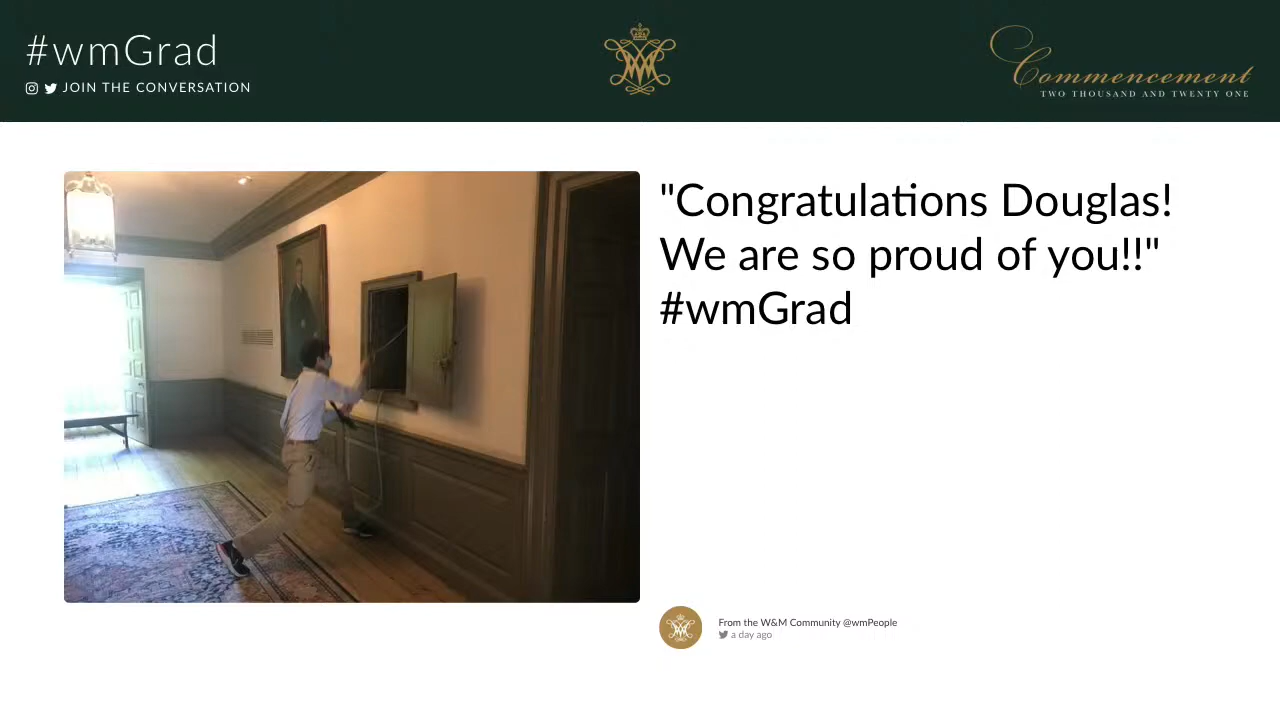 #wmGrad
JOIN THE CONVERSATION
Commencement
TWO THOUSAND AND TWENTY ONE
"Congratulations Douglas!
We are so proud of you!!"
#wmGrad
From the W&M Community @wmPeople
a day ago